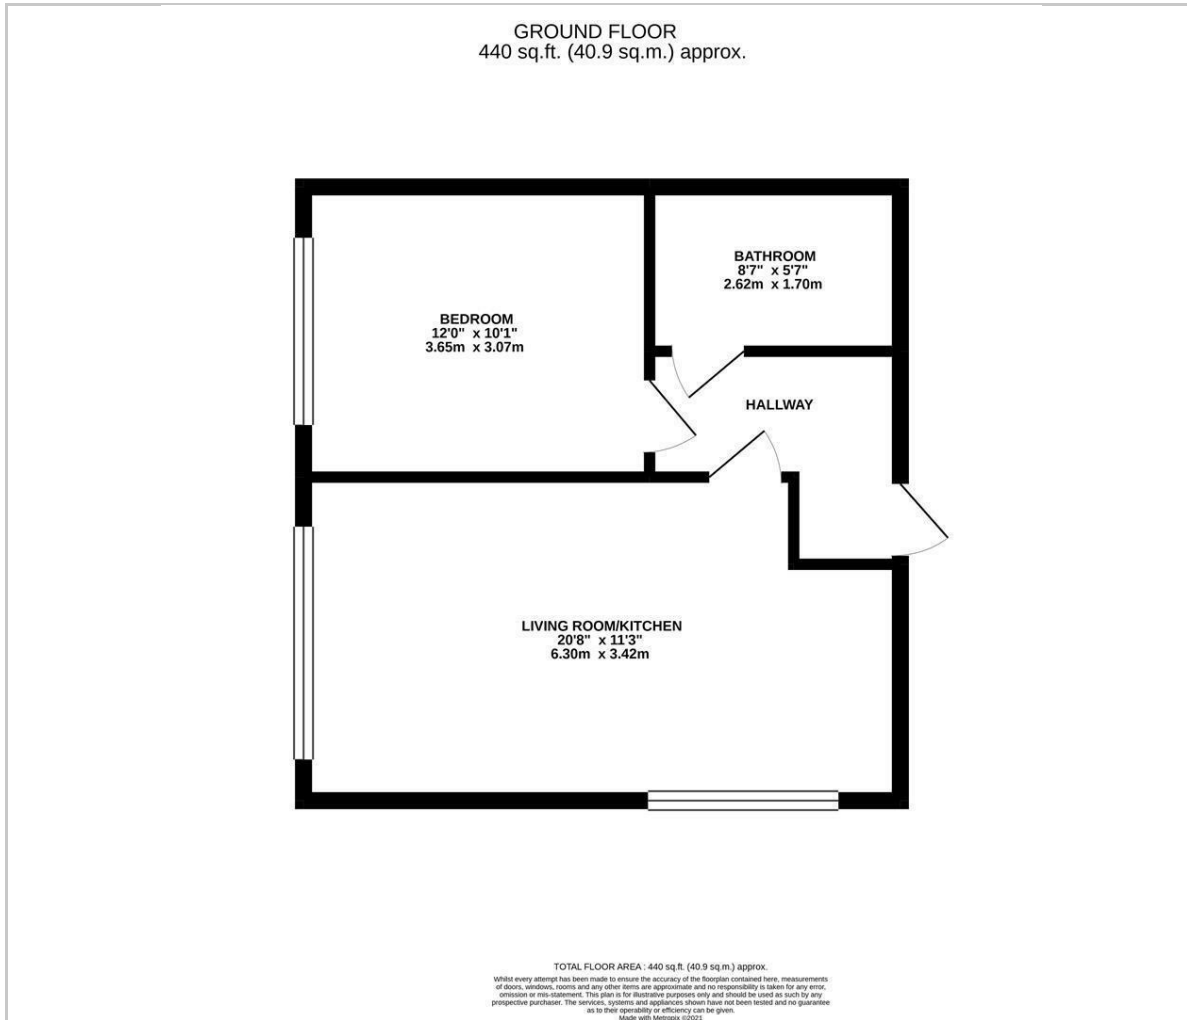 GROUND FLOOR
440 sq.ft. (40.9 sq.m.) approx.
BATHROOM
8'7" x 5'7"
2.62m x 1.70m
BEDROOM
12'0" x 10'1"
3.65m x 3.07m
HALLWAY
LIVING ROOM/KITCHEN
20'8" x 11'3"
6.30m x 3.42m
TOTAL FLOOR AREA : 440 sq.ft. (40.9 sq.m.) approx.
Whilst every attempt has been made to ensure the accuracy of the floorplan contained here, measurements
of doors, windows, rooms and any other items are approximate and no responsibility is taken for any error,
omission or mis-statement. This plan is for illustrative purposes only and should be used as such by any
prospective purchaser. The services, systems and appliances shown have not been tested and no guarantee
as to their operability or efficiency can be given.
Made with Metropix ©2021